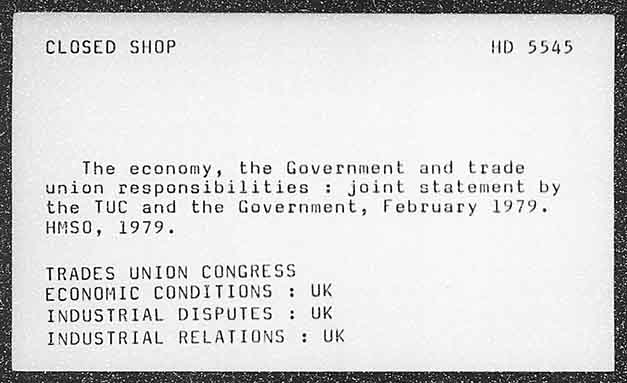 CLOSED SHOP HD 5545
The economy, the Government and trade
union responsibilities : joint statement by
the TUC and the Government, February 1979.
HMSO, 1979.
TRADES UNION CONGRESS
ECONOMIC CONDITIONS : UK
INDUSTRIAL DISPUTES : UK
INDUSTRIAL RELATIONS : UK